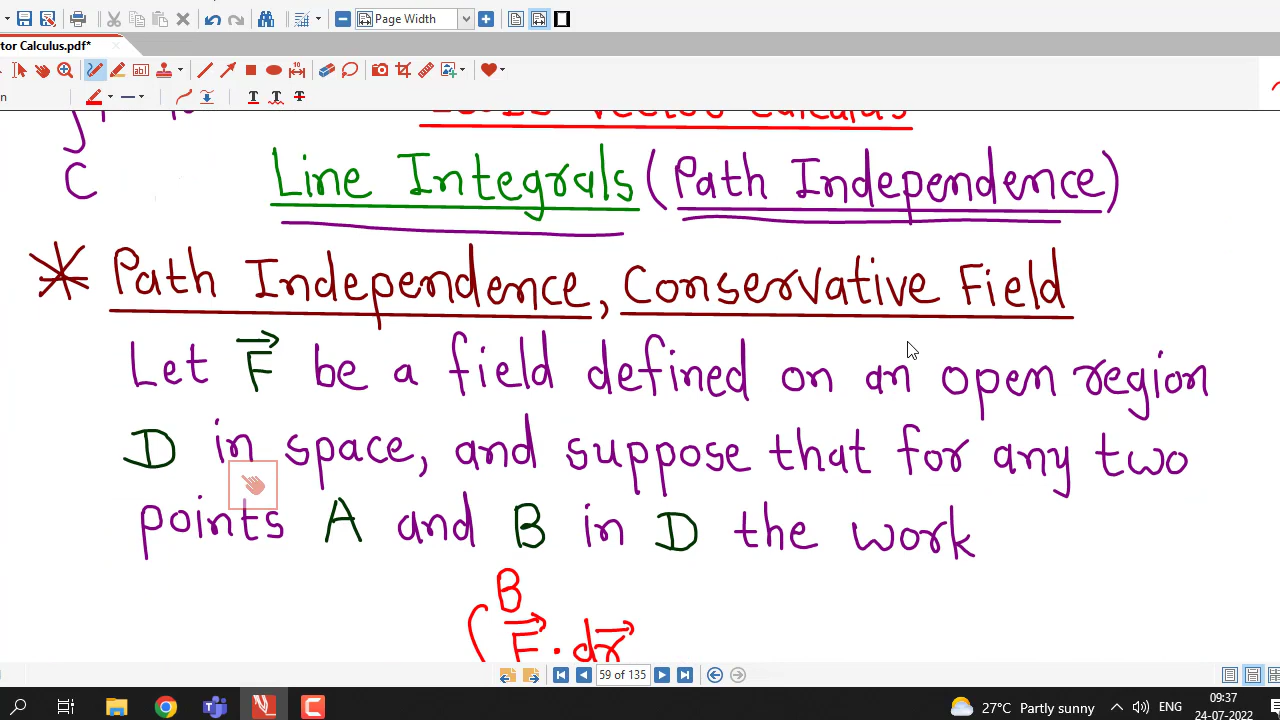 Page Width
tor Calculus.pdf*
Vector Calculus
C Line Integrals (Path Independence)
* Path Independence, Conservative Field
Let F⃗ be a field defined on an open region
D in space, and suppose that for any two
points A and B in D the work
B
∫ F⃗ · dr⃗
59 of 135
09:37
27°C Partly sunny ENG
24-07-2022